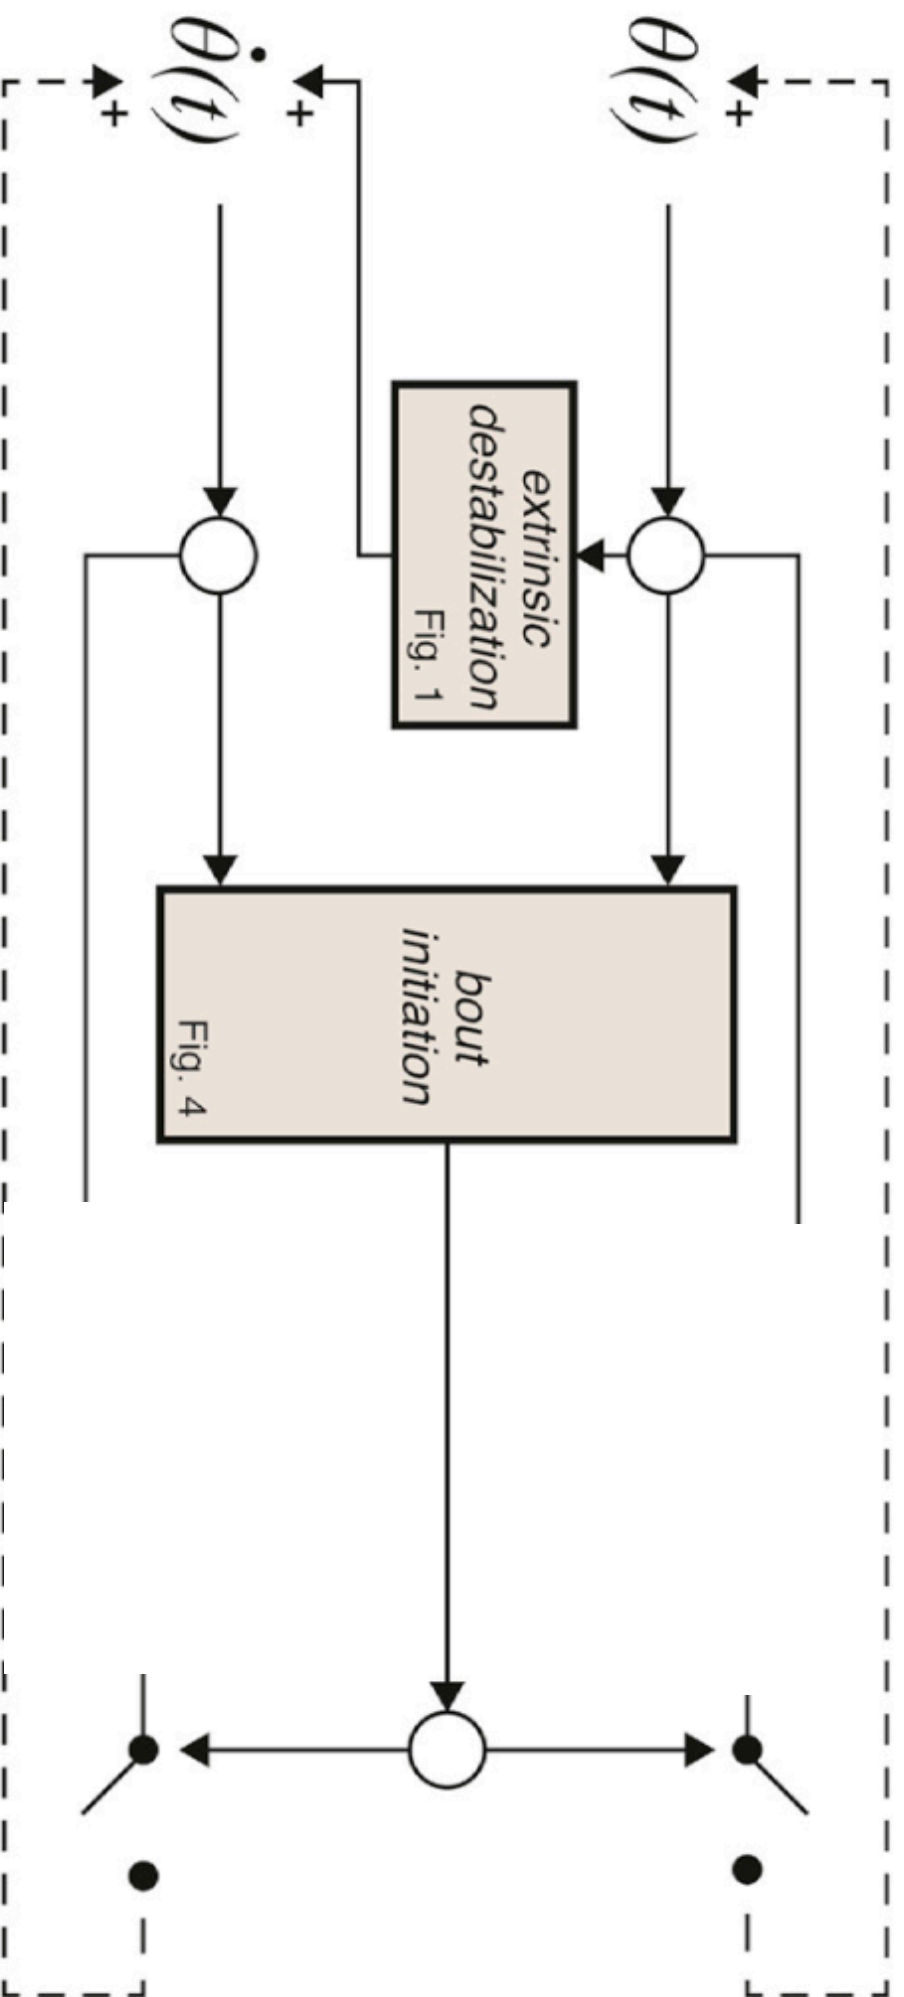 +
θ(t)
extrinsic
destabilization
Fig. 1
+
θ̇(t)
+
bout
initiation
Fig. 4